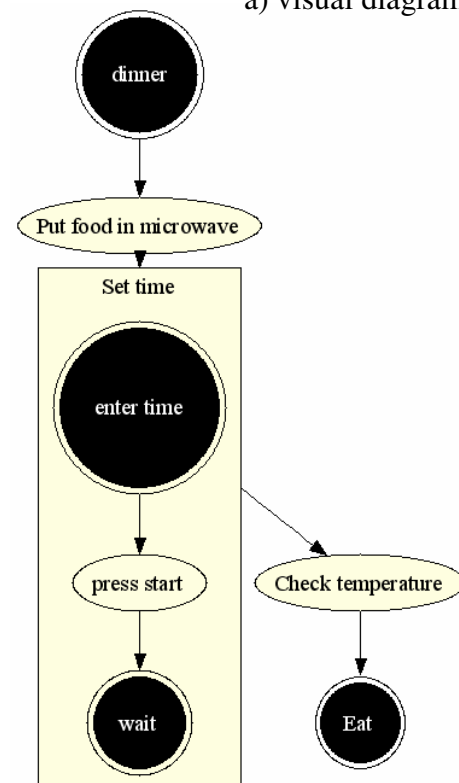 a) visual diagram
dinner
Put food in microwave
Set time
enter time
press start
Check temperature
wait
Eat